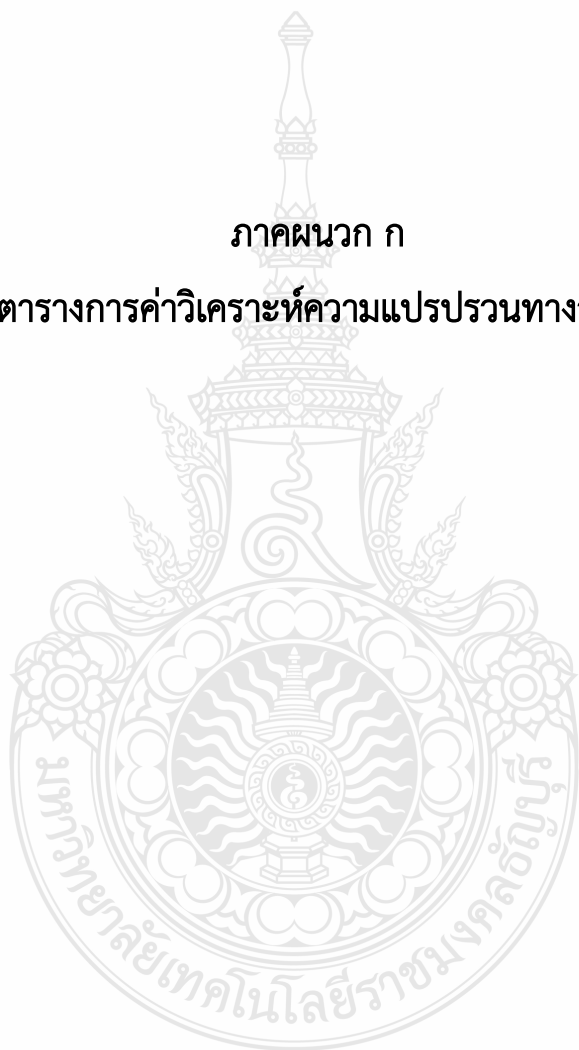 ภาคผนวก ก
ตารางการค่าวิเคราะห์ความแปรปรวนทาง
มหาวิทยาลัยเทคโนโลยีราชมงคลธัญบุรี